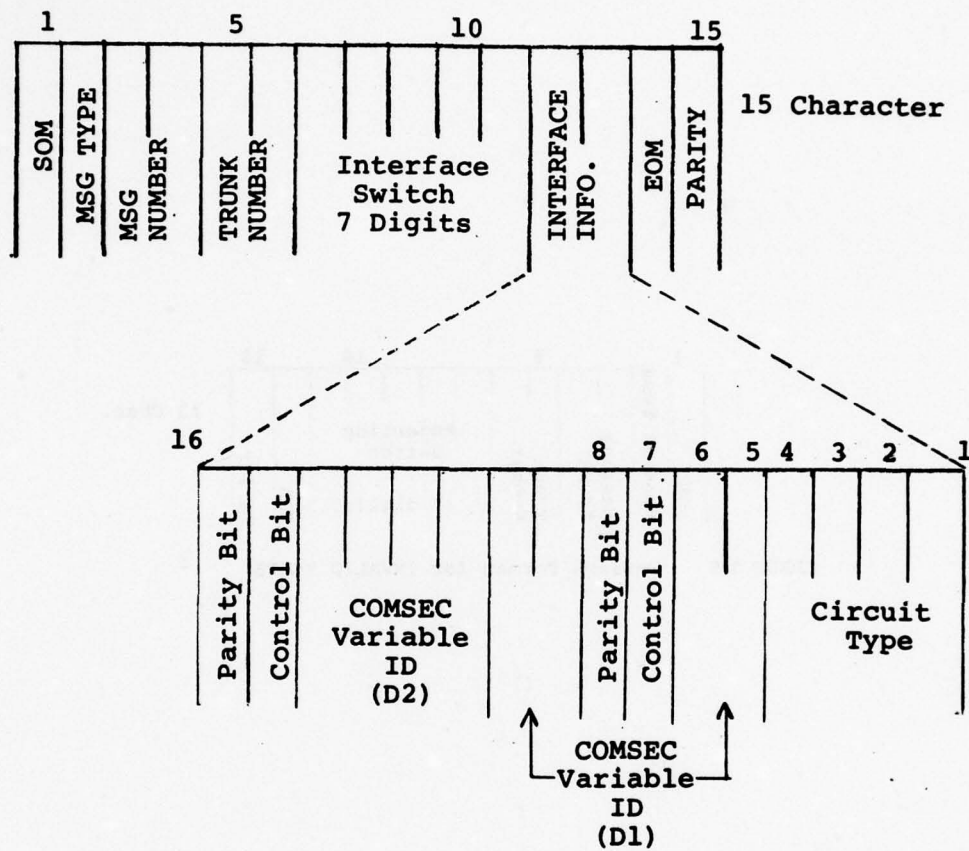 1 5 10 15
SOM
MSG TYPE
MSG
NUMBER
TRUNK
NUMBER
Interface
Switch
7 Digits
INTERFACE
INFO.
EOM
PARITY
15 Character
16 8 7 6 5 4 3 2 1
Parity Bit
Control Bit
COMSEC
Variable
ID
(D2)
Parity Bit
Control Bit
Circuit
Type
COMSEC
Variable
ID
(D1)